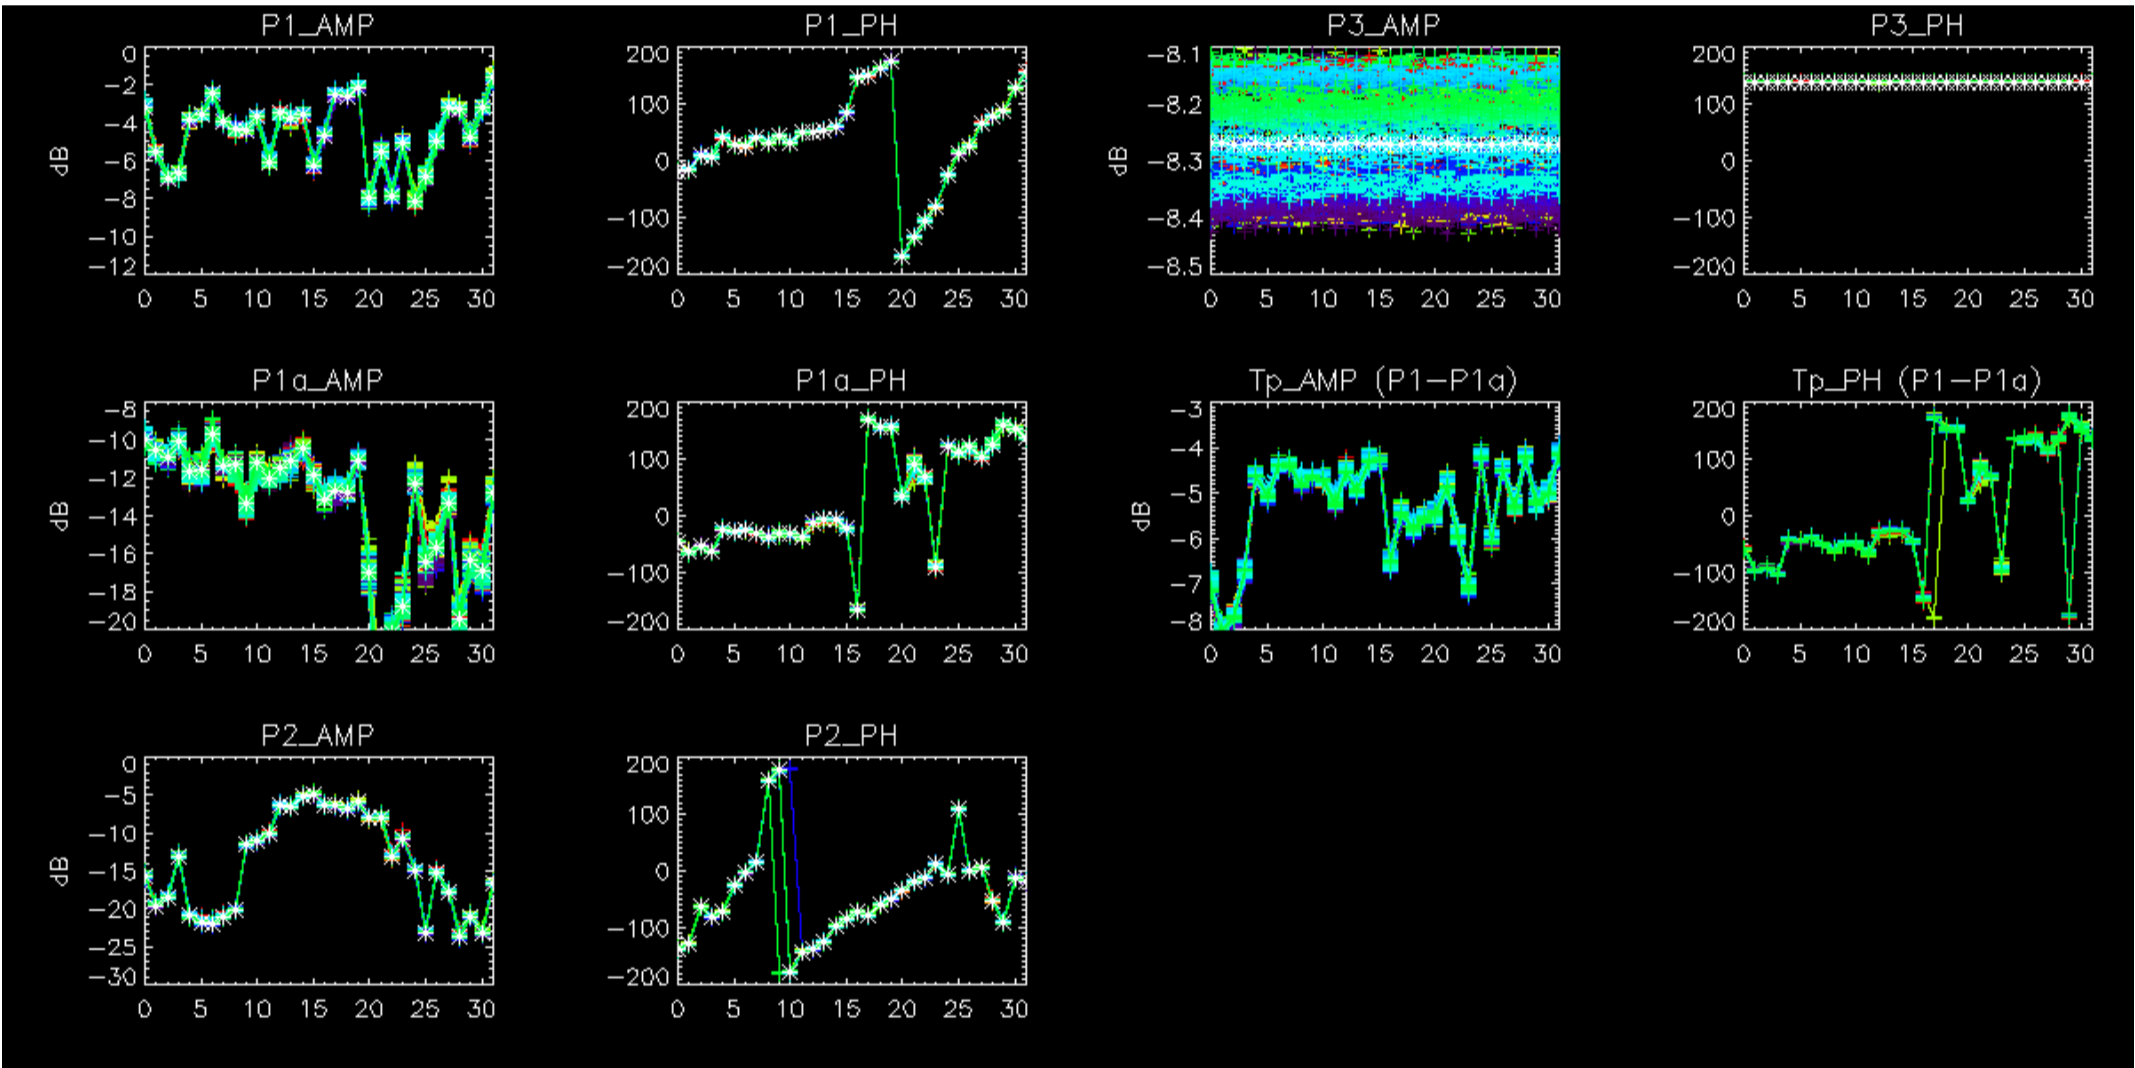 P1_AMP P1_PH P3_AMP P3_PH
0 200 -8.1 200
-2 100 -8.2 100
-4 0 -8.3 0
-6 -100 -8.4 -100
-8 -200 -8.5 -200
-10
-12
dB dB
0 5 10 15 20 25 30 0 5 10 15 20 25 30 0 5 10 15 20 25 30 0 5 10 15 20 25 30
P1a_AMP P1a_PH Tp_AMP (P1-P1a) Tp_PH (P1-P1a)
-8 200 -3 200
-10 100 -4 100
-12 0 -5 0
-14 -100 -6 -100
-16 -200 -7 -200
-18 -8
-20
dB dB
0 5 10 15 20 25 30 0 5 10 15 20 25 30 0 5 10 15 20 25 30 0 5 10 15 20 25 30
P2_AMP P2_PH
0 200
-5 100
-10 0
-15 -100
-20 -200
-25
-30
dB
0 5 10 15 20 25 30 0 5 10 15 20 25 30